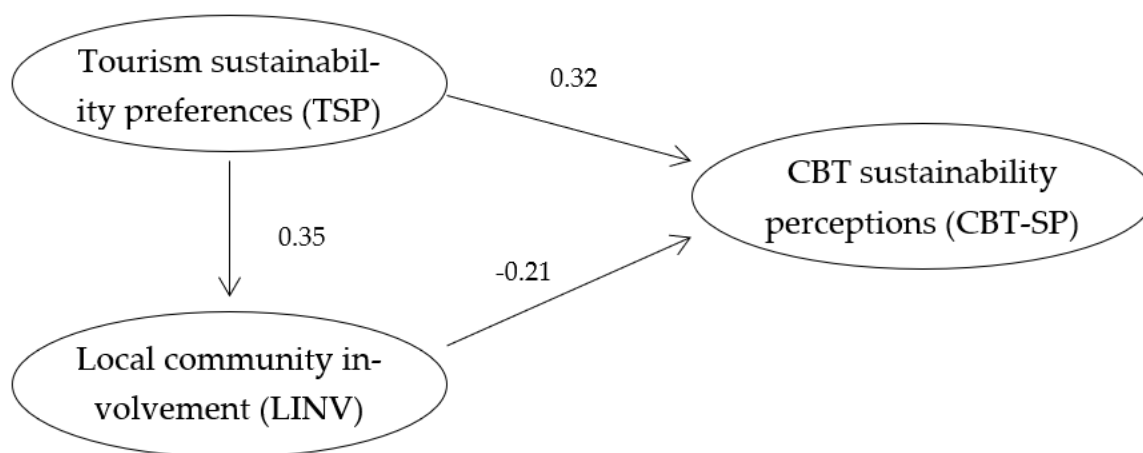 Tourism sustainabil-
ity preferences (TSP)
0.32
CBT sustainability
perceptions (CBT-SP)
0.35
-0.21
Local community in-
volvement (LINV)